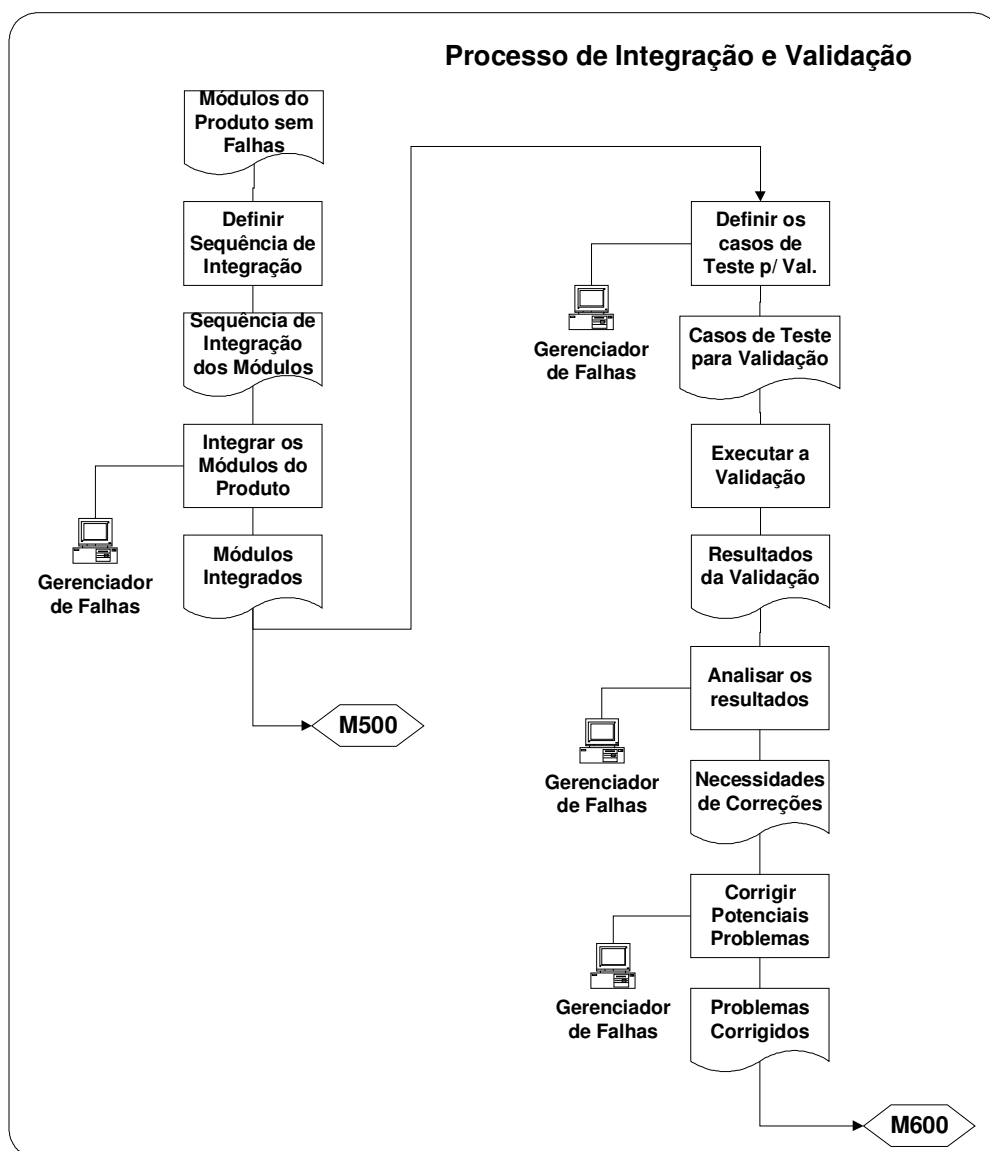 Processo de Integração e Validação
Módulos do
Produto sem
Falhas
Definir
Sequência de
Integração
Sequência de
Integração
dos Módulos
Integrar os
Módulos do
Produto
Gerenciador
de Falhas
Módulos
Integrados
M500
Definir os
casos de
Teste p/ Val.
Gerenciador
de Falhas
Casos de Teste
para Validação
Executar a
Validação
Resultados
da Validação
Analisar os
resultados
Gerenciador
de Falhas
Necessidades
de Correções
Corrigir
Potenciais
Problemas
Gerenciador
de Falhas
Problemas
Corrigidos
M600